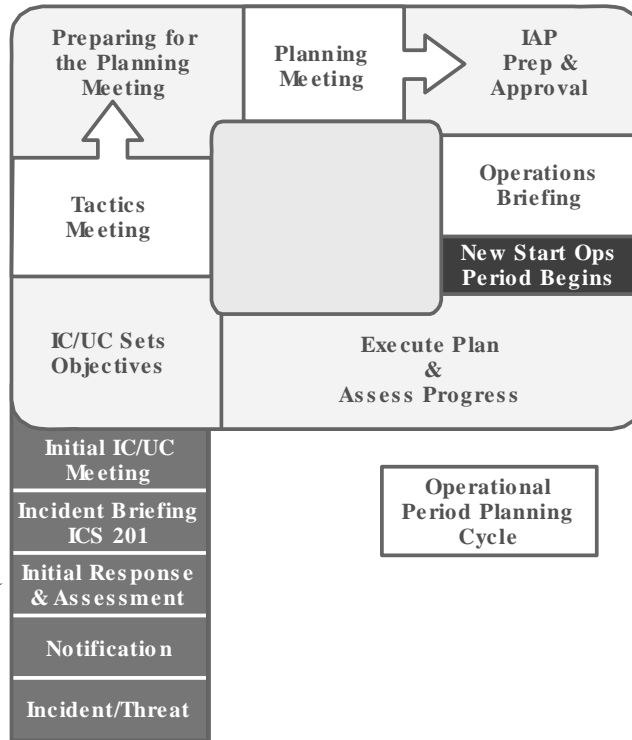 Preparing for
the Planning
Meeting
Planning
Meeting
IAP
Prep &
Approval
Tactics
Meeting
Operations
Briefing
New Start Ops
Period Begins
IC/UC Sets
Objectives
Execute Plan
&
Assess Progress
Initial IC/UC
Meeting
Incident Briefing
ICS 201
Initial Response
& Assessment
Notification
Incident/Threat
Operational
Period Planning
Cycle